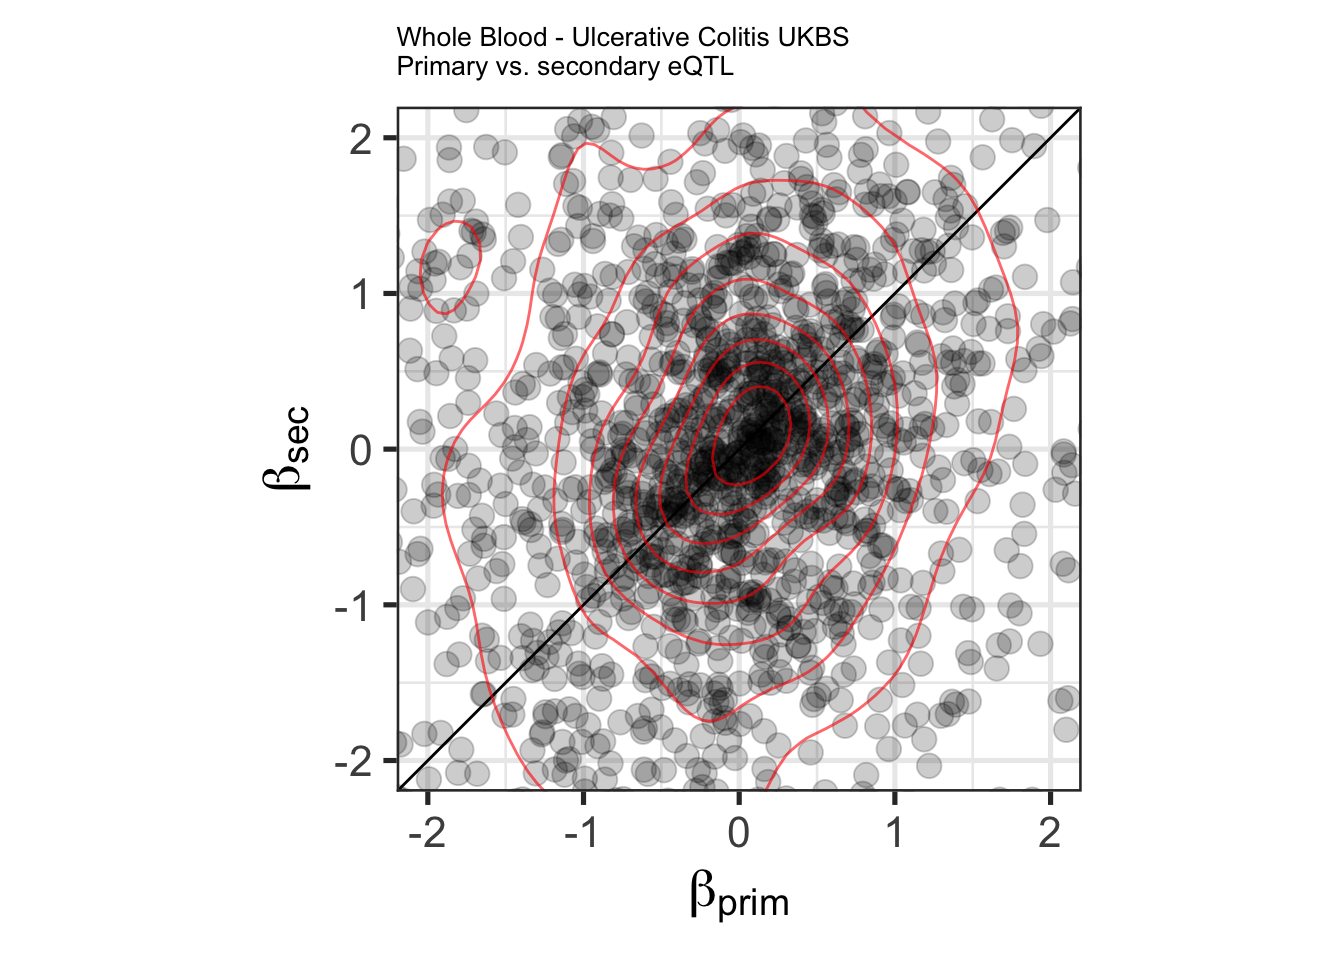 Whole Blood - Ulcerative Colitis UKBS
Primary vs. secondary eQTL
2
1
0
-1
-2
βsec
-2 -1 0 1 2
βprim